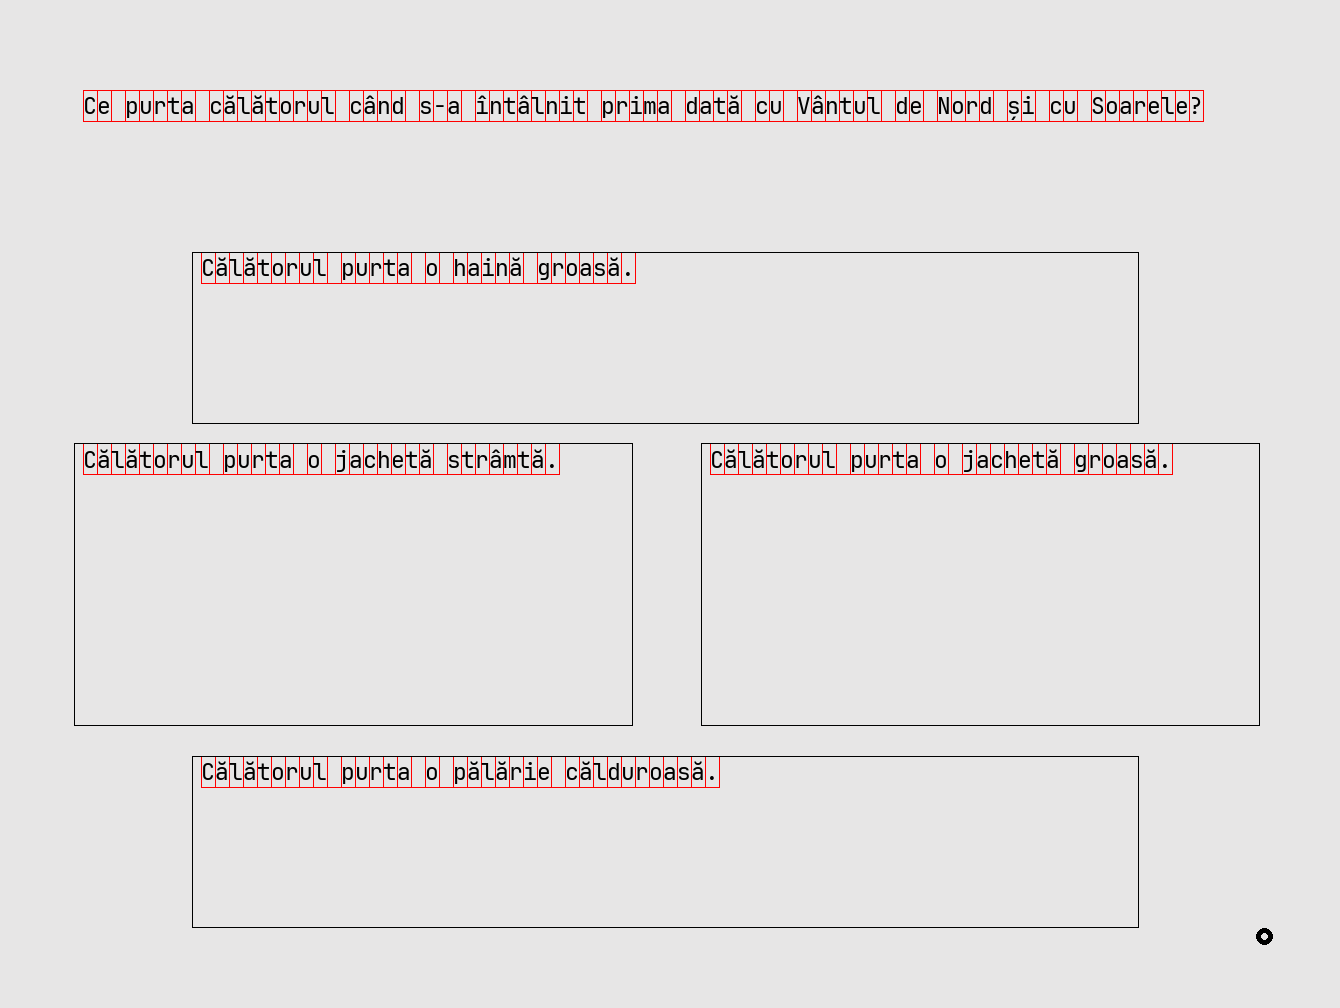 Ce purta călătorul când s-a întâlnit prima dată cu Vântul de Nord și cu Soarele?
Călătorul purta o haină groasă.
Călătorul purta o jachetă strâmtă.
Călătorul purta o jachetă groasă.
Călătorul purta o pălărie călduroasă.